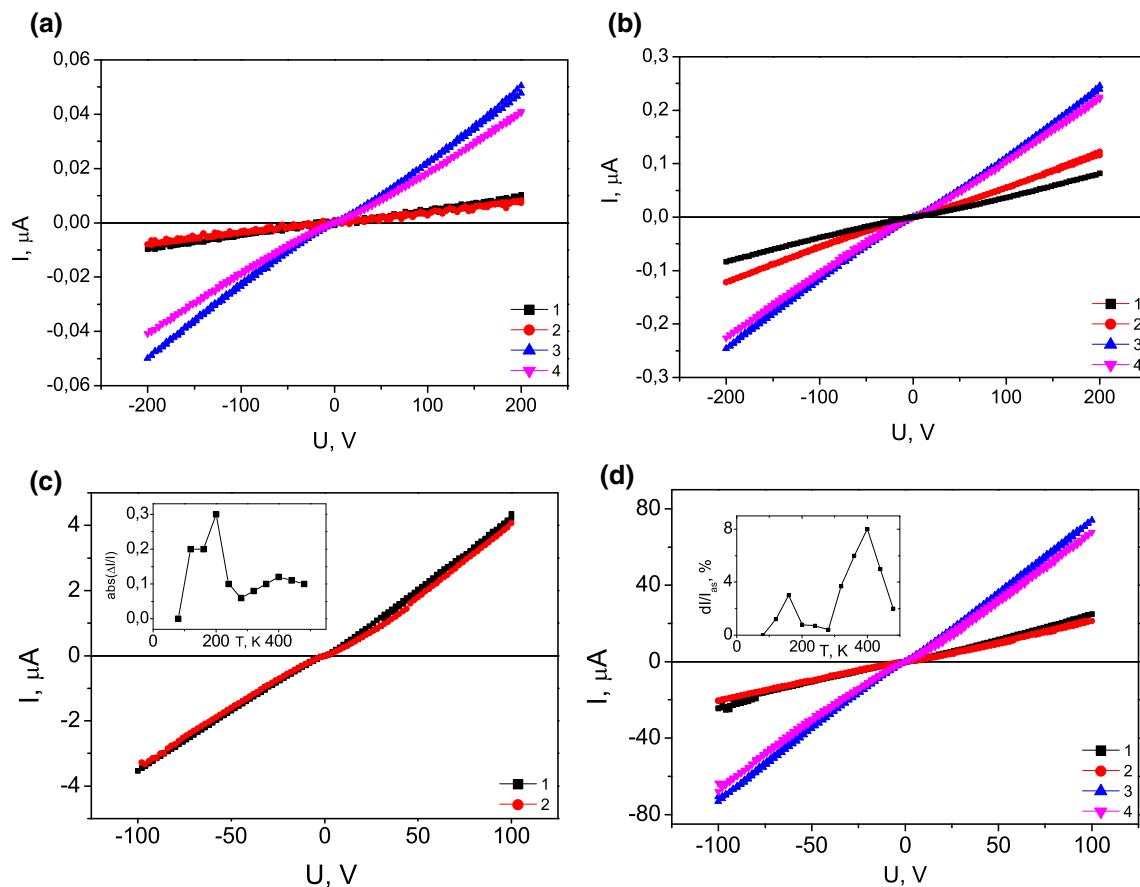 (a)
0,06
0,04
0,02
0,00
-0,02
-0,04
-0,06
I, µA
-200 -100 0 100 200
U, V
1
2
3
4
(b)
0,3
0,2
0,1
0,0
-0,1
-0,2
-0,3
I, µA
-200 -100 0 100 200
U, V
1
2
3
4
(c)
4
2
0
-2
-4
I, µA
-100 -50 0 50 100
U, V
0,3
0,2
0,1
0,0
abs(ΔI/I)
0 200 400
T, K
1
2
(d)
80
40
0
-40
-80
I, µA
-100 -50 0 50 100
U, V
8
4
0
dI/Ias, %
0 200 400
T, K
1
2
3
4